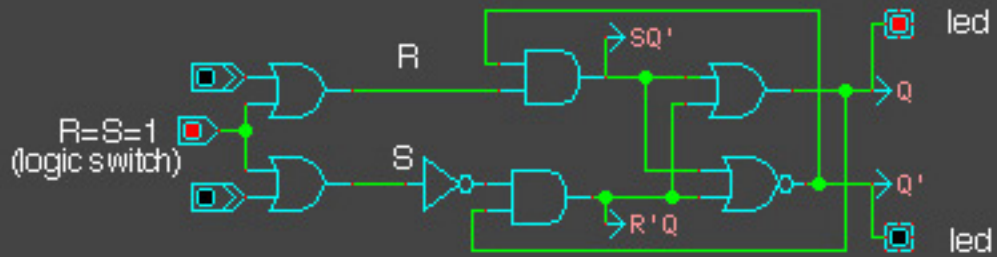 led
SQ'
R
Q
R=S=1
(logic switch)
S
Q'
R'Q
led